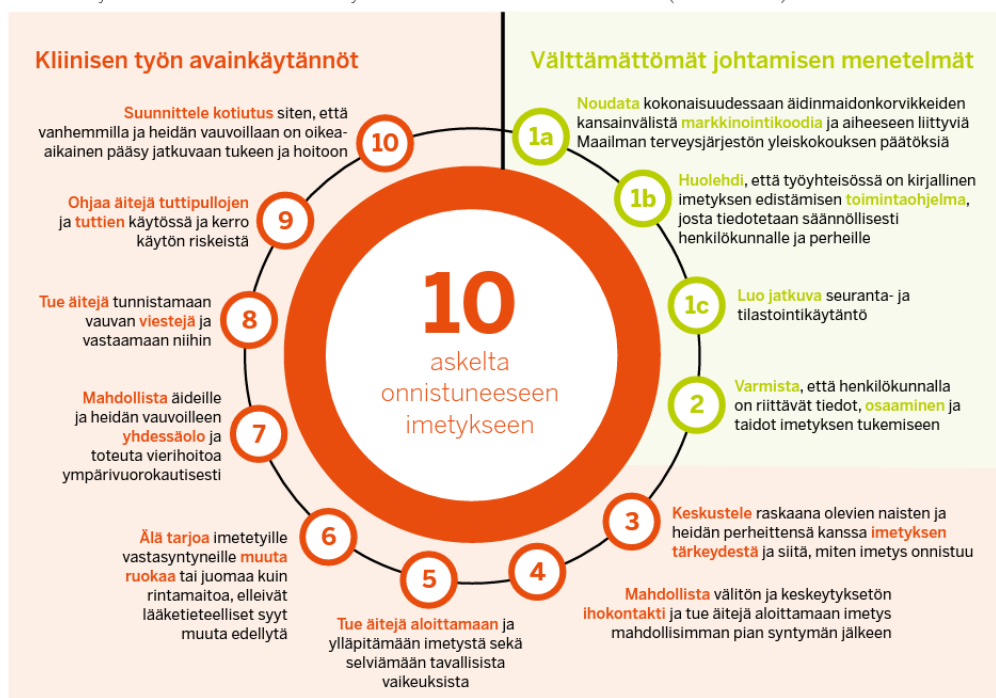 Kliinisen työn avainkäytännöt
Välttämättömät johtamisen menetelmät
1a
Noudata kokonaisuudessaan äidinmaidonkorvikkeiden
kansainvälistä markkinointikoodia ja aiheeseen liittyviä
Maailman terveysjärjestön yleiskokouksen päätöksiä
1b
Huolehdi, että työyhteisössä on kirjallinen
imetyksen edistämisen toimintaohjelma,
josta tiedotetaan säännöllisesti
henkilökunnalle ja perheille
1c
Luo jatkuva seuranta- ja
tilastointikäytäntö
2
Varmista, että henkilökunnalla
on riittävät tiedot, osaaminen ja
taidot imetyksen tukemiseen
3
Keskustele raskaana olevien naisten ja
heidän perheittensä kanssa imetyksen
tärkeydestä ja siitä, miten imetys onnistuu
4
Mahdollista välitön ja keskeytyksetön
ihokontakti ja tue äitejä aloittamaan imetys
mahdollisimman pian syntymän jälkeen
5
Tue äitejä aloittamaan ja
ylläpitämään imetystä sekä
selviämään tavallisista
vaikeuksista
6
Älä tarjoa imetetyille
vastasyntyneille muuta
ruokaa tai juomaa kuin
rintamaitoa, elleivät
lääketieteelliset syyt
muuta edellytä
7
Mahdollista äideille
ja heidän vauvoilleen
yhdessäolo ja
toteuta vierihoitoa
ympärivuorokautisesti
8
Tue äitejä tunnistamaan
vauvan viestejä ja
vastaamaan niihin
9
Ohjaa äitejä tuttipullojen
ja tuttien käytössä ja kerro
käytön riskeistä
10
Suunnittele kotiutus siten, että
vanhemmilla ja heidän vauvoillaan on oikea-
aikainen pääsy jatkuvaan tukeen ja hoitoon
10
askelta
onnistuneeseen
imetykseen